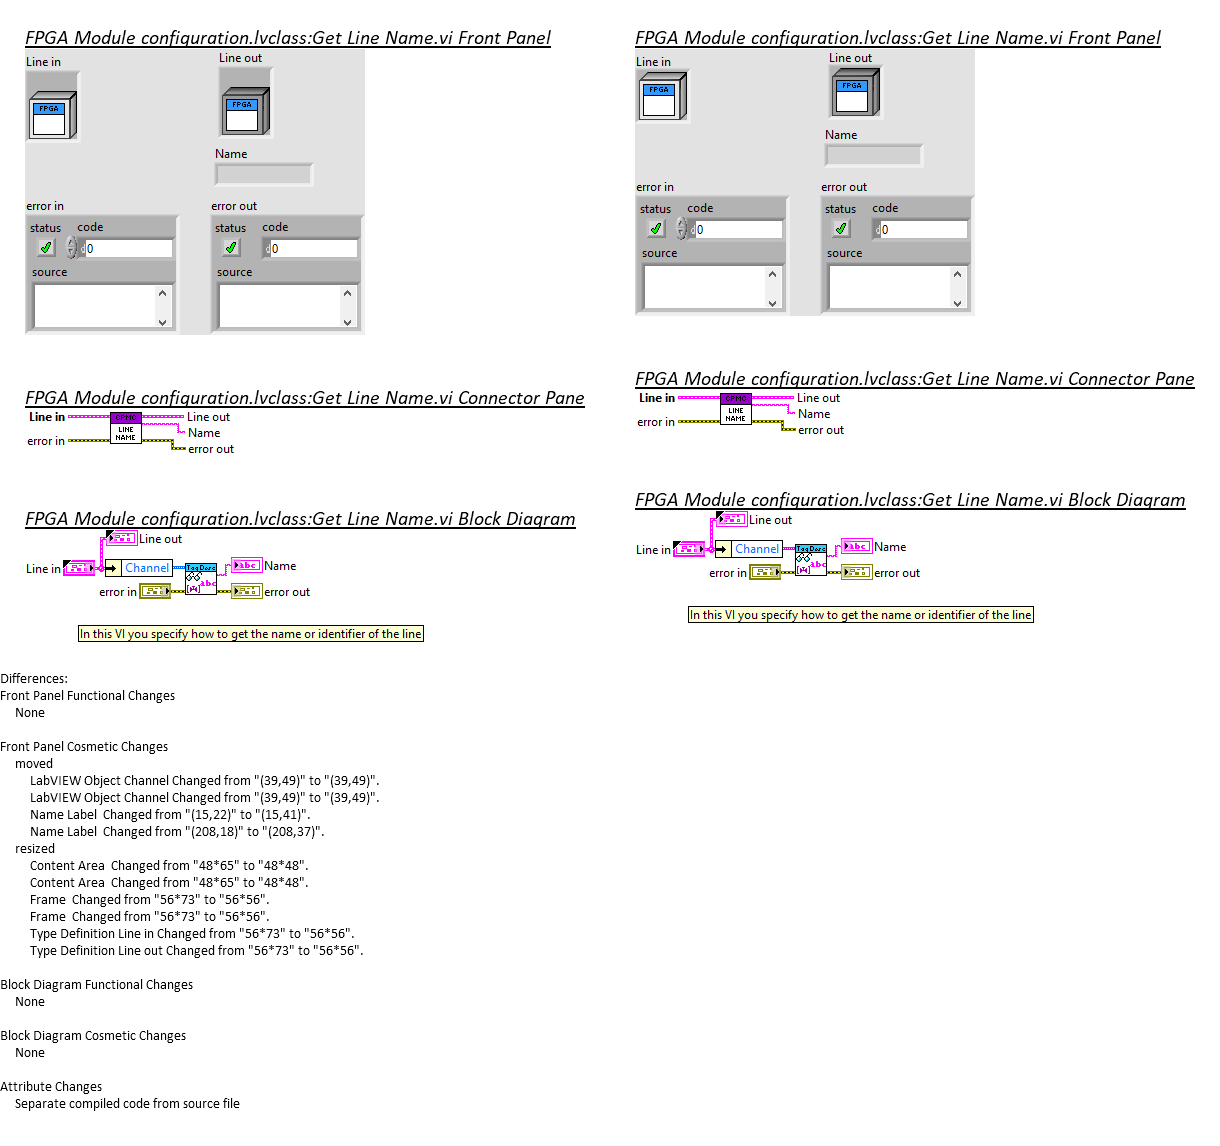 FPGA Module configuration.lvclass:Get Line Name.vi Front Panel
Line in
Line out
FPGA
FPGA
Name
error in
error out
status
code
status
code
0
0
source
source
FPGA Module configuration.lvclass:Get Line Name.vi Connector Pane
Line in
CPMC
Line out
LINE
NAME
Name
error in
error out
FPGA Module configuration.lvclass:Get Line Name.vi Block Diagram
Line out
Line in
Channel
Tag Desc
abc
abc
Name
error in
error out
In this VI you specify how to get the name or identifier of the line
FPGA Module configuration.lvclass:Get Line Name.vi Front Panel
Line in
Line out
FPGA
FPGA
Name
error in
error out
status
code
status
code
0
0
source
source
FPGA Module configuration.lvclass:Get Line Name.vi Connector Pane
Line in
CPMC
Line out
LINE
NAME
Name
error in
error out
FPGA Module configuration.lvclass:Get Line Name.vi Block Diagram
Line out
Line in
Channel
Tag Desc
abc
abc
Name
error in
error out
In this VI you specify how to get the name or identifier of the line
Differences:
Front Panel Functional Changes
None
Front Panel Cosmetic Changes
moved
LabVIEW Object Channel Changed from "(39,49)" to "(39,49)".
LabVIEW Object Channel Changed from "(39,49)" to "(39,49)".
Name Label  Changed from "(15,22)" to "(15,41)".
Name Label  Changed from "(208,18)" to "(208,37)".
resized
Content Area  Changed from "48*65" to "48*48".
Content Area  Changed from "48*65" to "48*48".
Frame  Changed from "56*73" to "56*56".
Frame  Changed from "56*73" to "56*56".
Type Definition Line in Changed from "56*73" to "56*56".
Type Definition Line out Changed from "56*73" to "56*56".
Block Diagram Functional Changes
None
Block Diagram Cosmetic Changes
None
Attribute Changes
Separate compiled code from source file